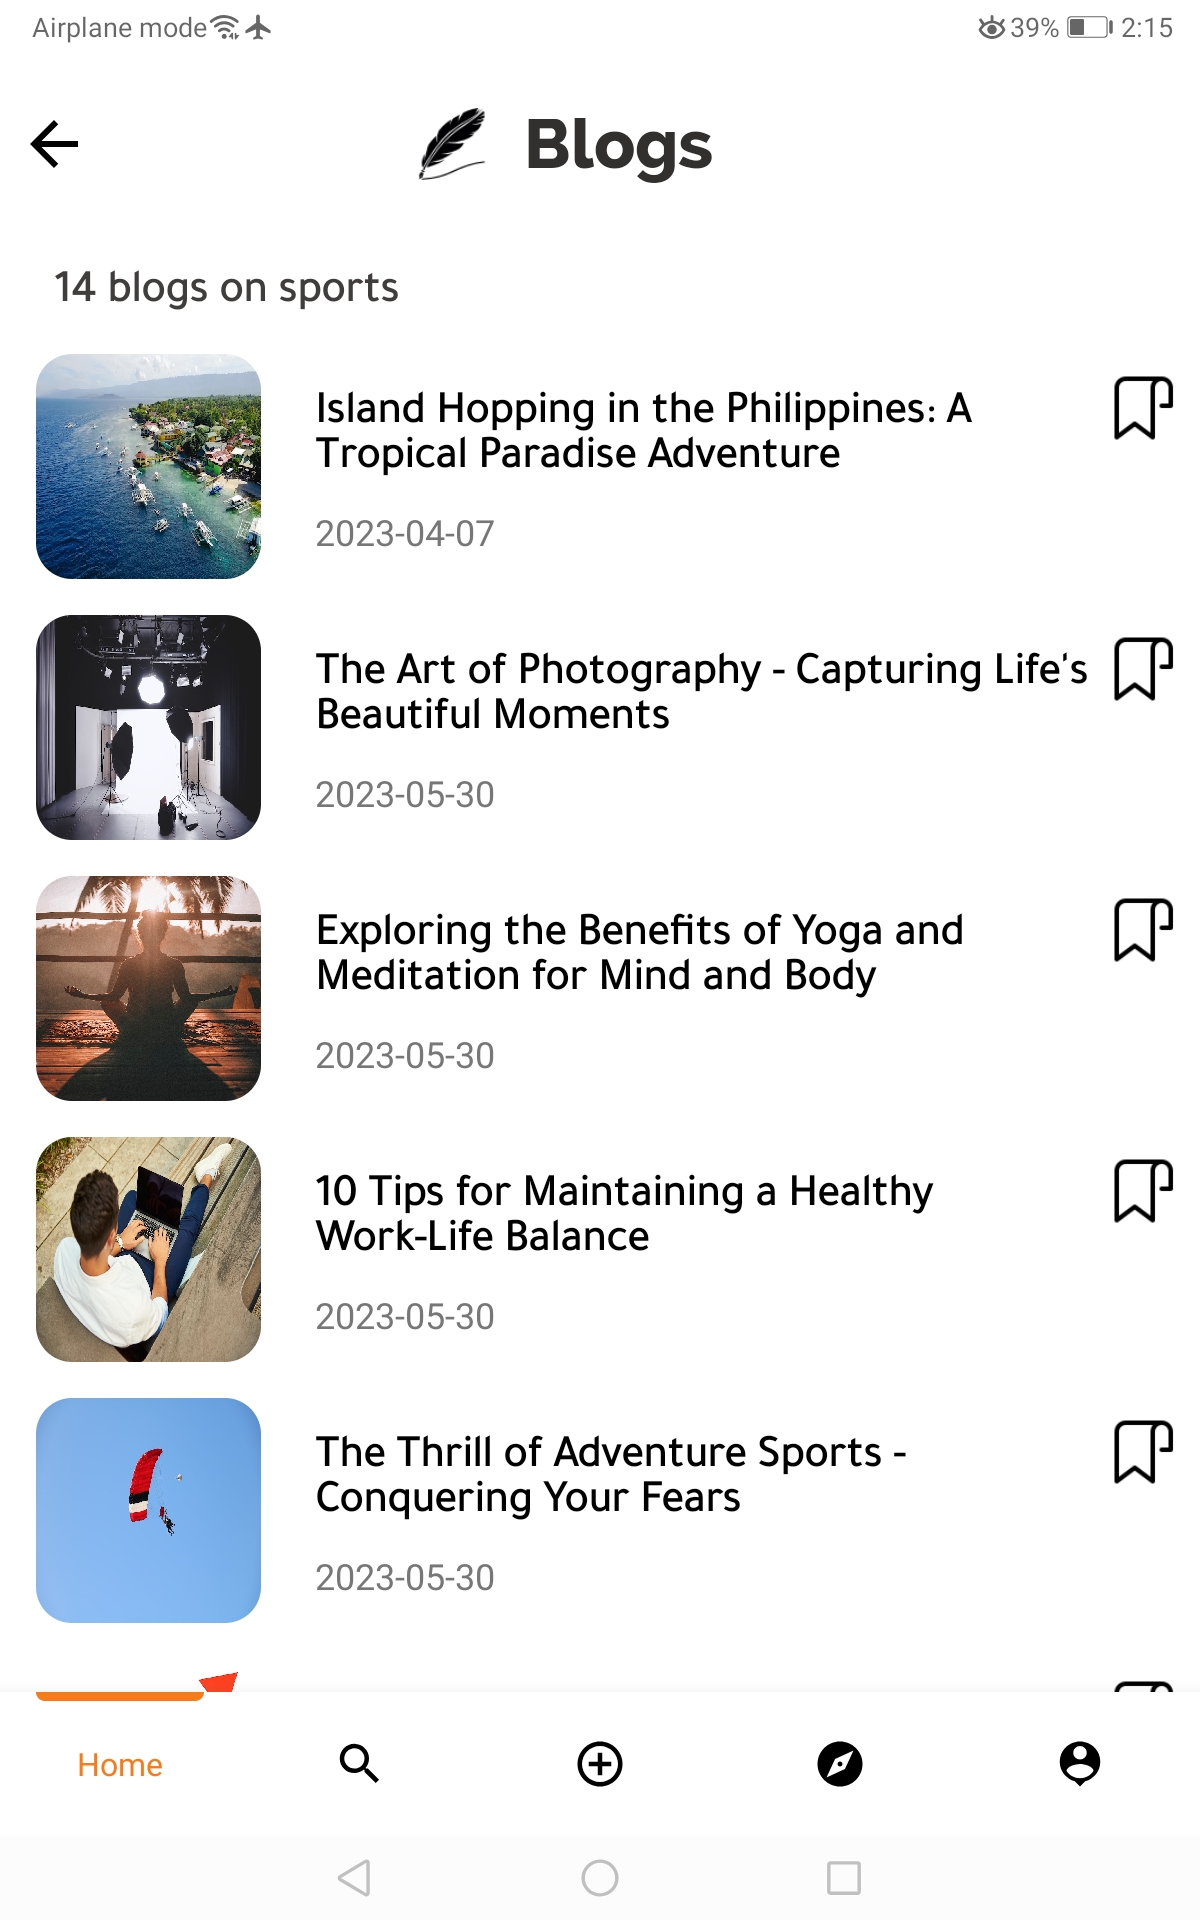 Airplane mode 39% 2:15
Blogs
14 blogs on sports
Island Hopping in the Philippines: A
Tropical Paradise Adventure
2023-04-07
The Art of Photography - Capturing Life's
Beautiful Moments
2023-05-30
Exploring the Benefits of Yoga and
Meditation for Mind and Body
2023-05-30
10 Tips for Maintaining a Healthy
Work-Life Balance
2023-05-30
The Thrill of Adventure Sports -
Conquering Your Fears
2023-05-30
Home